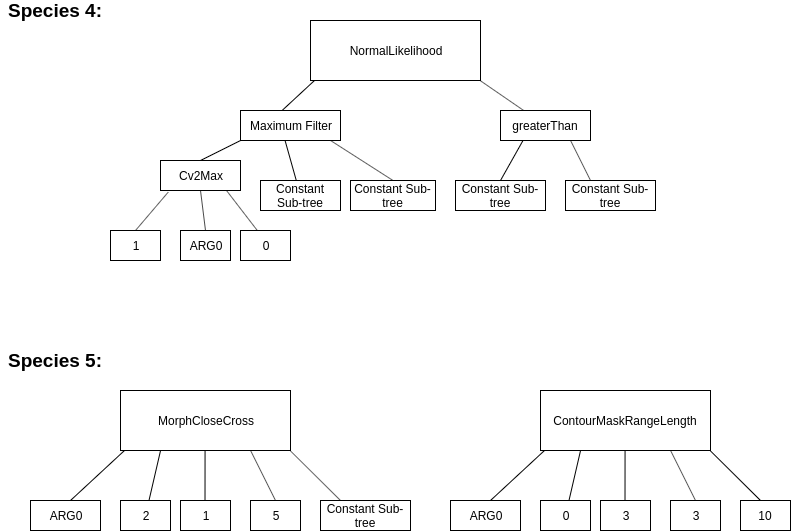 Species 4:
NormalLikelihood
Maximum Filter
greaterThan
Cv2Max
Constant
Sub-tree
Constant Sub-
tree
Constant Sub-
tree
Constant Sub-
tree
1
ARG0
0
Species 5:
MorphCloseCross
ContourMaskRangeLength
ARG0
2
1
5
Constant Sub-
tree
ARG0
0
3
3
10